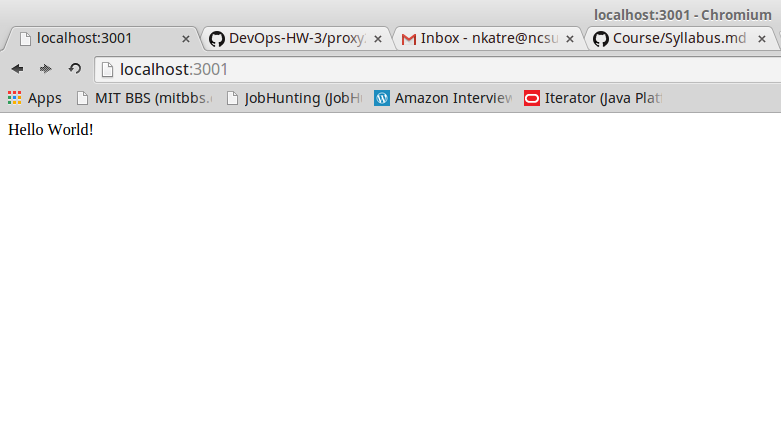 localhost:3001 - Chromium
localhost:3001 DevOps-HW-3/proxy Inbox - nkatre@ncsu Course/Syllabus.md
localhost:3001
Apps MIT BBS (mitbbs. JobHunting (JobH Amazon Interview Iterator (Java Plat
Hello World!